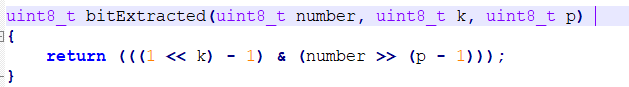 uint8_t bitExtracted(uint8_t number, uint8_t k, uint8_t p)
{
    return (((1 << k) - 1) & (number >> (p - 1)));
}